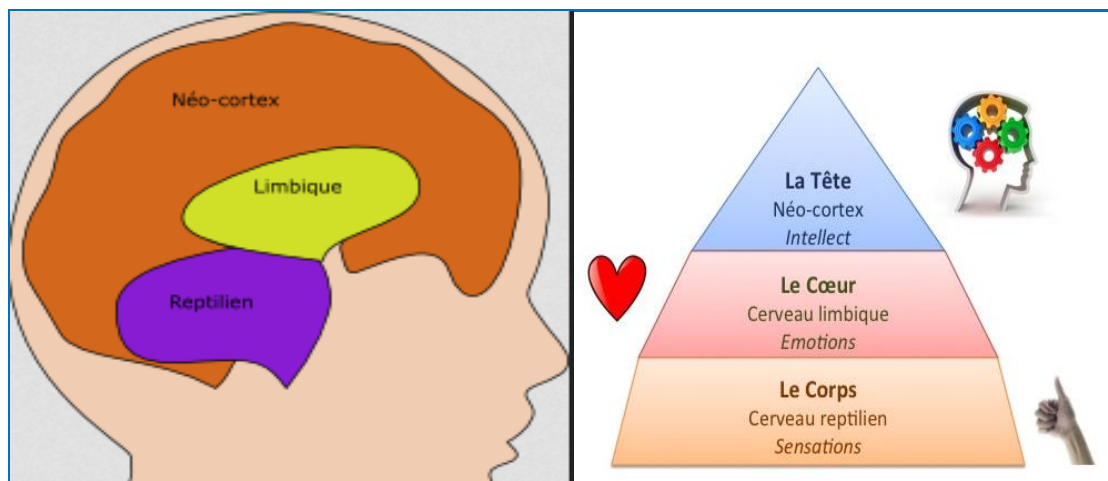 Néo-cortex
Limbique
Reptilien
La Tête
Néo-cortex
Intellect
Le Cœur
Cerveau limbique
Emotions
Le Corps
Cerveau reptilien
Sensations